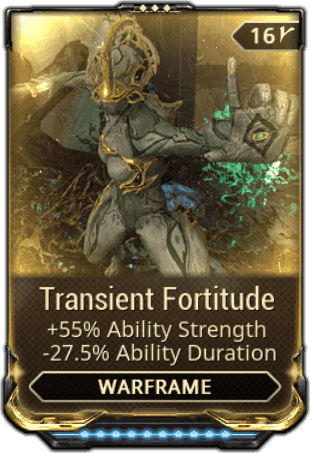 16
Transient Fortitude
+55% Ability Strength
-27.5% Ability Duration
WARFRAME